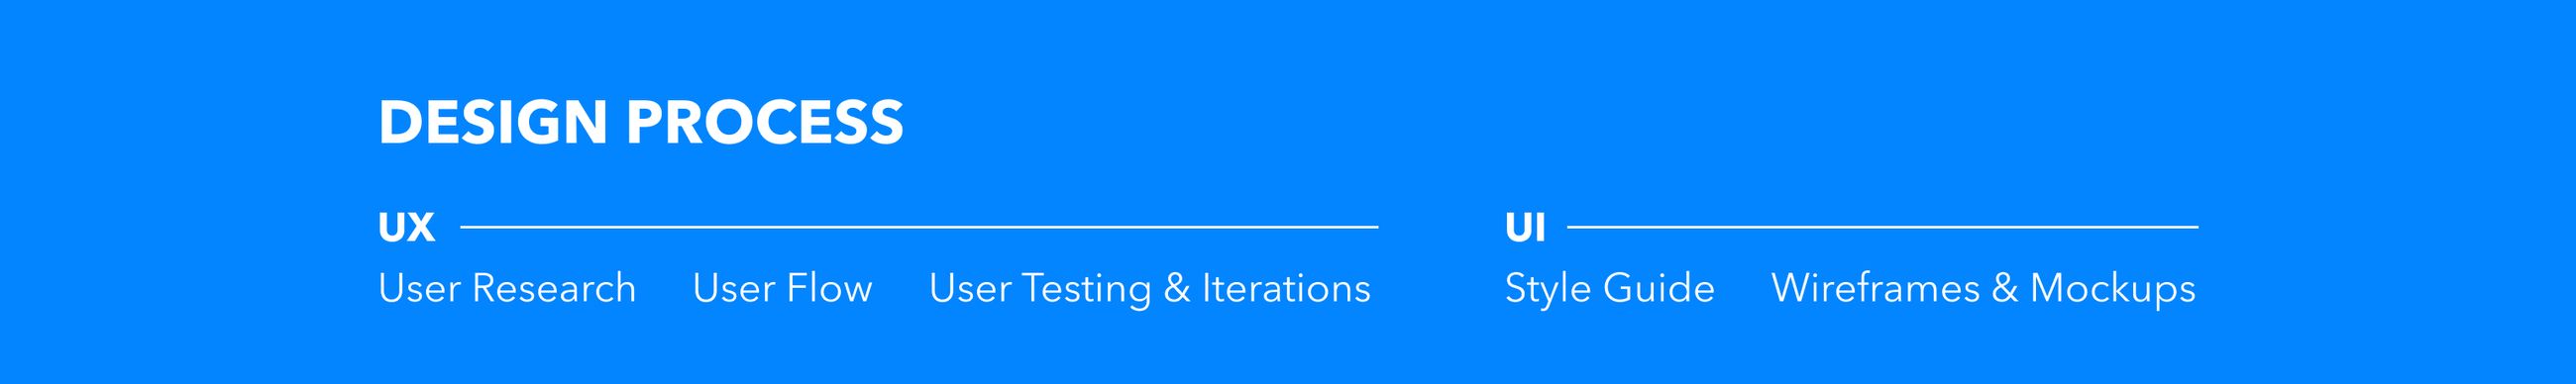 DESIGN PROCESS
UX
User Research User Flow User Testing & Iterations
UI
Style Guide Wireframes & Mockups